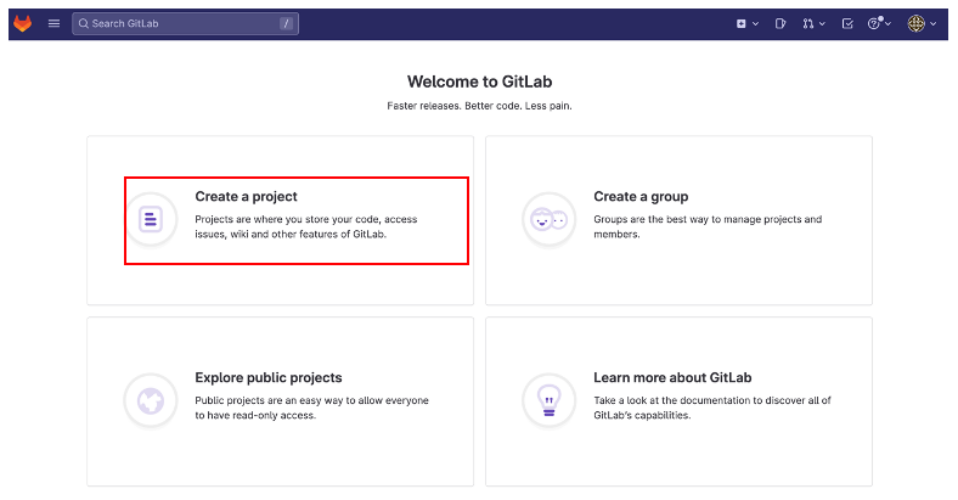 Search GitLab /
Welcome to GitLab
Faster releases. Better code. Less pain.
Create a project
Projects are where you store your code, access
issues, wiki and other features of GitLab.
Create a group
Groups are the best way to manage projects and
members.
Explore public projects
Public projects are an easy way to allow everyone
to have read-only access.
Learn more about GitLab
Take a look at the documentation to discover all of
GitLab's capabilities.